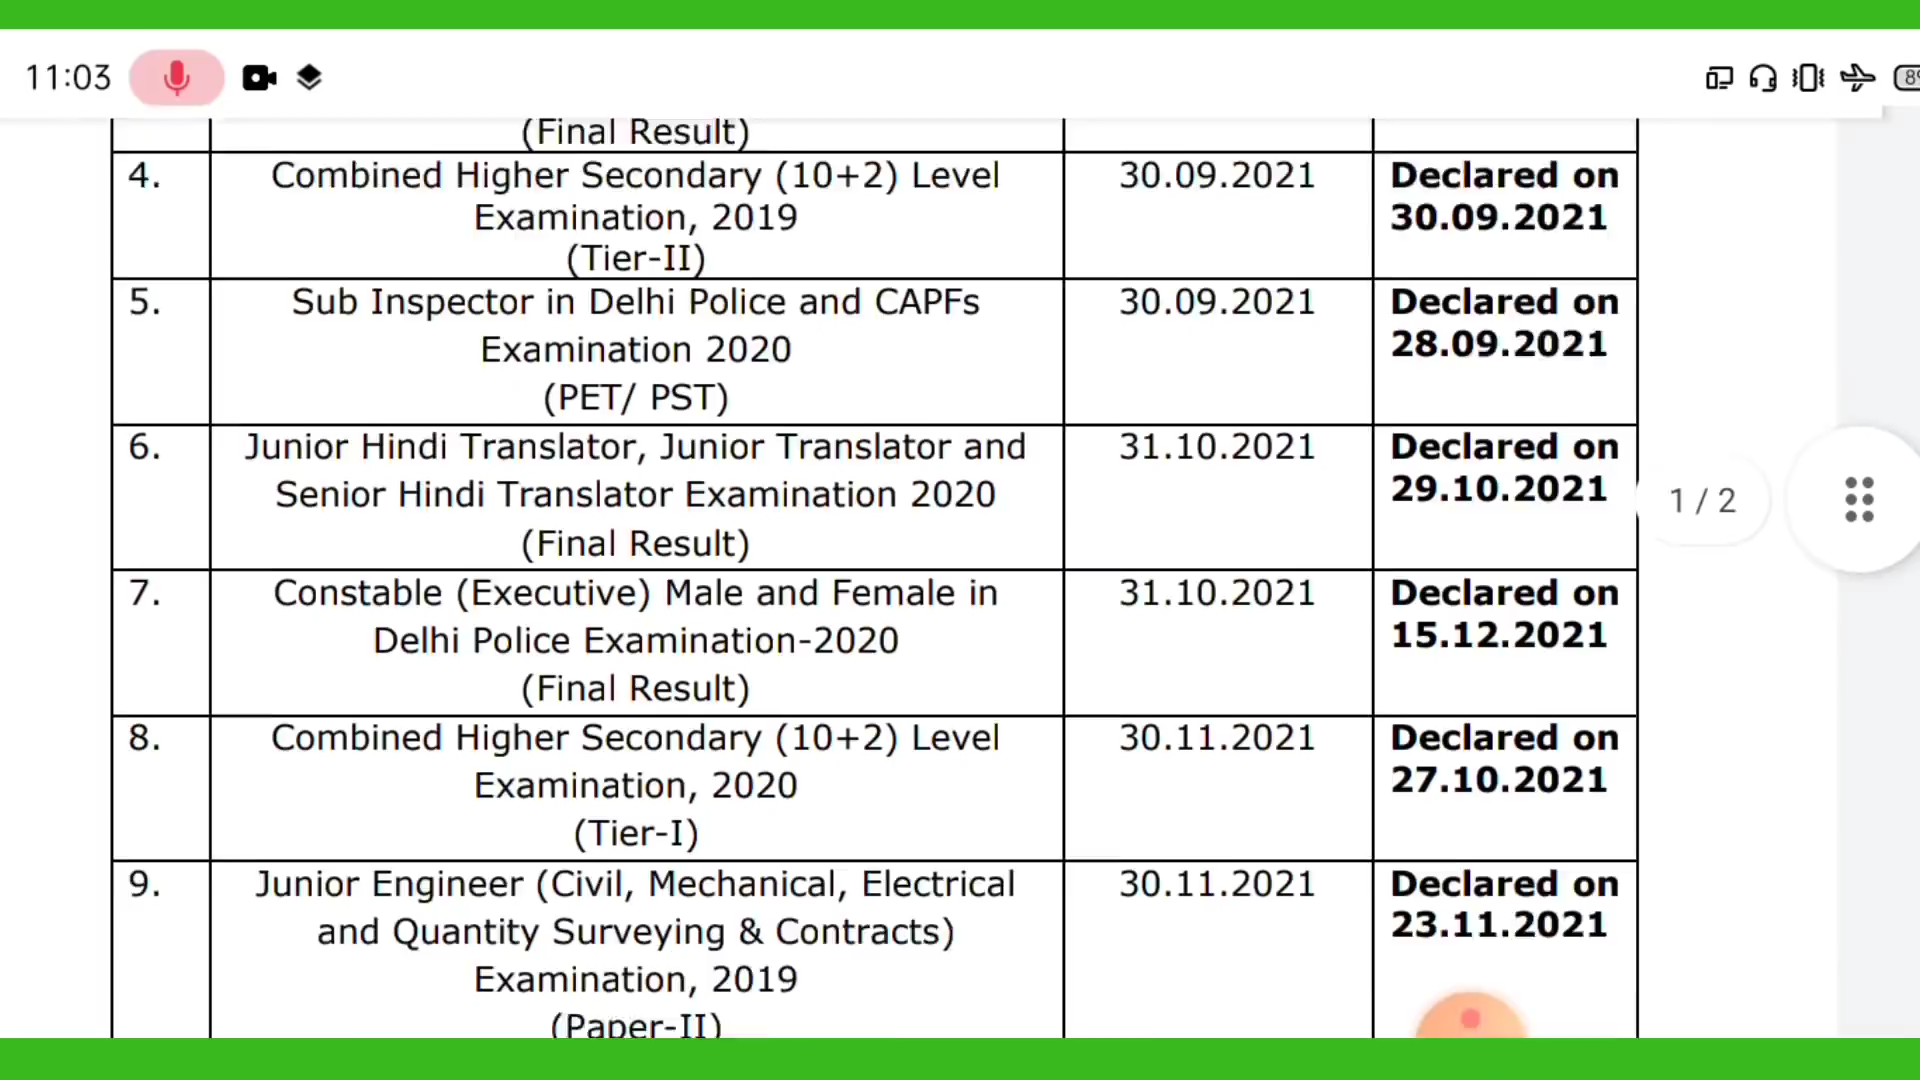 11:03
(Final Result)
4. Combined Higher Secondary (10+2) Level 30.09.2021 Declared on
Examination, 2019 30.09.2021
(Tier-II)
5. Sub Inspector in Delhi Police and CAPFs 30.09.2021 Declared on
Examination 2020 28.09.2021
(PET/ PST)
6. Junior Hindi Translator, Junior Translator and 31.10.2021 Declared on
Senior Hindi Translator Examination 2020 29.10.2021
1 / 2
(Final Result)
7. Constable (Executive) Male and Female in 31.10.2021 Declared on
Delhi Police Examination-2020 15.12.2021
(Final Result)
8. Combined Higher Secondary (10+2) Level 30.11.2021 Declared on
Examination, 2020 27.10.2021
(Tier-I)
9. Junior Engineer (Civil, Mechanical, Electrical 30.11.2021 Declared on
and Quantity Surveying & Contracts) 23.11.2021
Examination, 2019
(Paper-II)